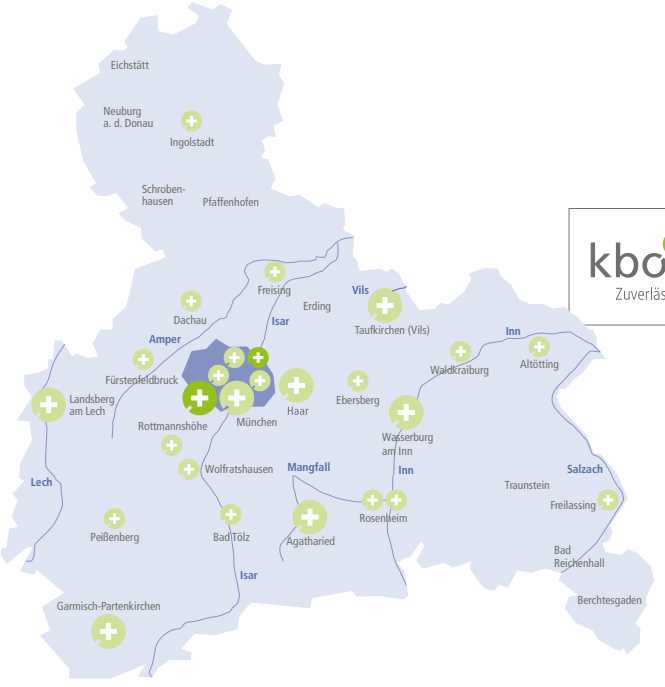 Eichstätt
Neuburg
a. d. Donau
Ingolstadt
Schroben-
hausen
Pfaffenhofen
kbo
Zuverläs
Freising
Vils
Erding
Dachau
Isar
Taufkirchen (Vils)
Amper
Inn
Fürstenfeldbruck
Waldkraiburg
Altötting
Landsberg
am Lech
Ebersberg
Haar
München
Rottmannshöhe
Wasserburg
am Inn
Wolfratshausen
Mangfall
Inn
Salzach
Lech
Traunstein
Freilassing
Rosenheim
Peißenberg
Bad Tölz
Agatharied
Bad
Reichenhall
Isar
Berchtesgaden
Garmisch-Partenkirchen